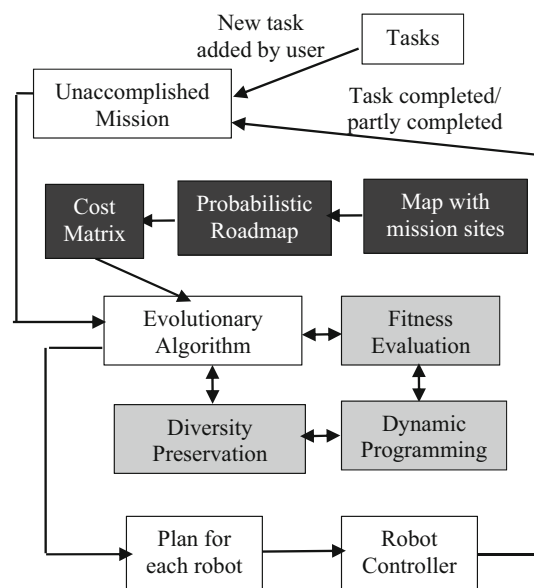 New task
added by user
Tasks
Unaccomplished
Mission
Task completed/
partly completed
Cost
Matrix
Probabilistic
Roadmap
Map with
mission sites
Evolutionary
Algorithm
Fitness
Evaluation
Diversity
Preservation
Dynamic
Programming
Plan for
each robot
Robot
Controller